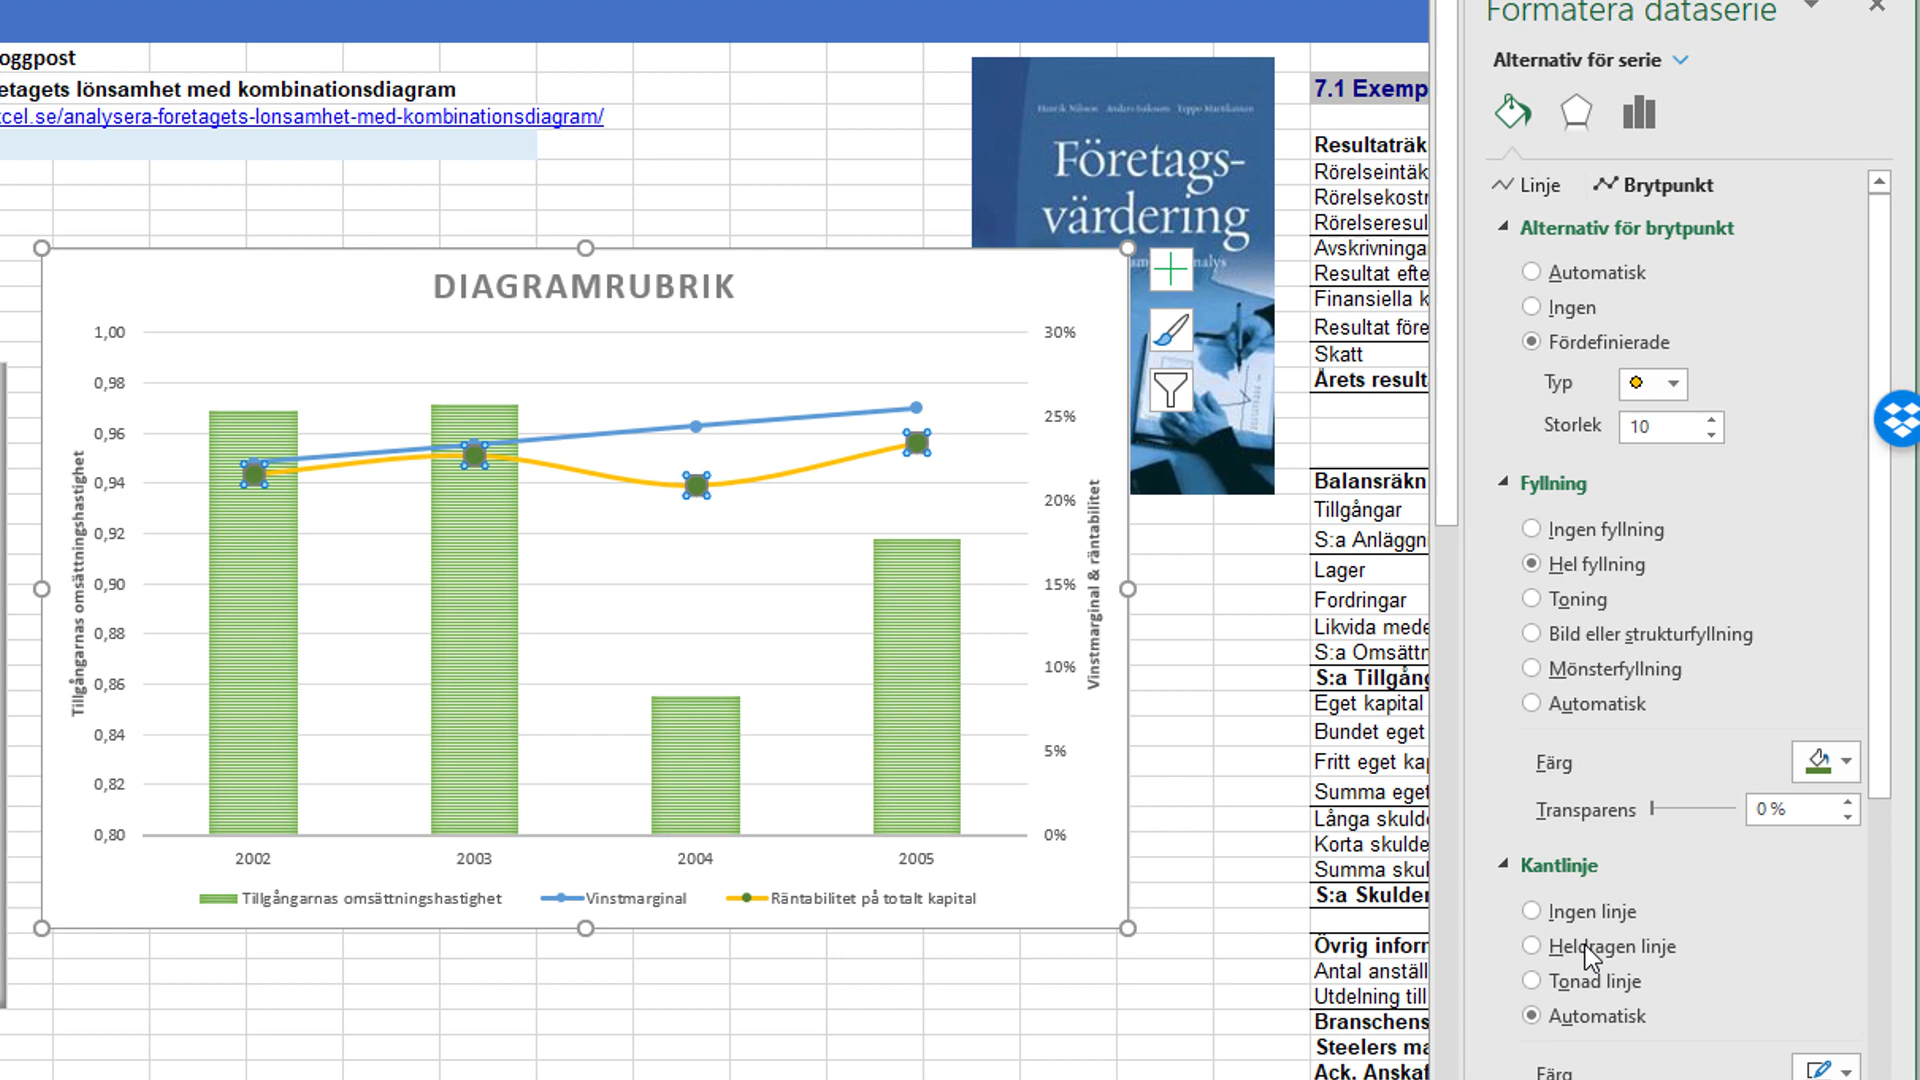 oggpost
etagets lönsamhet med kombinationsdiagram
cel.se/analysera-foretagets-lonsamhet-med-kombinationsdiagram/
Henrik Nilsson Anders Isaksson Teppo Martikainen
Företags-
värdering
DIAGRAMRUBRIK
1,00
0,98
0,96
0,94
0,92
0,90
0,88
0,86
0,84
0,82
0,80
Tillgångarnas omsättningshastighet
30%
25%
20%
15%
10%
5%
0%
Vinstmarginal & räntabilitet
2002 2003 2004 2005
Tillgångarnas omsättningshastighet Vinstmarginal Räntabilitet på totalt kapital
7.1 Exemp
Resultaträk
Rörelseintäk
Rörelsekostr
Rörelseresul
Avskrivninga
Resultat efte
Finansiella k
Resultat före
Skatt
Årets result
Balansräkn
Tillgångar
S:a Anläggn
Lager
Fordringar
Likvida mede
S:a Omsättn
S:a Tillgång
Eget kapital
Bundet eget
Fritt eget ka
Summa eget
Långa skuld
Korta skulde
Summa skul
S:a Skulder
Övrig inforr
Antal anställ
Utdelning till
Branschens
Steelers ma
Ack. Anskaf
Formatera dataserie
Alternativ för serie
Linje Brytpunkt
Alternativ för brytpunkt
Automatisk
Ingen
Fördefinierade
Typ
Storlek 10
Fyllning
Ingen fyllning
Hel fyllning
Toning
Bild eller strukturfyllning
Mönsterfyllning
Automatisk
Färg
Transparens 0 %
Kantlinje
Ingen linje
Heldragen linje
Tonad linje
Automatisk
Färg